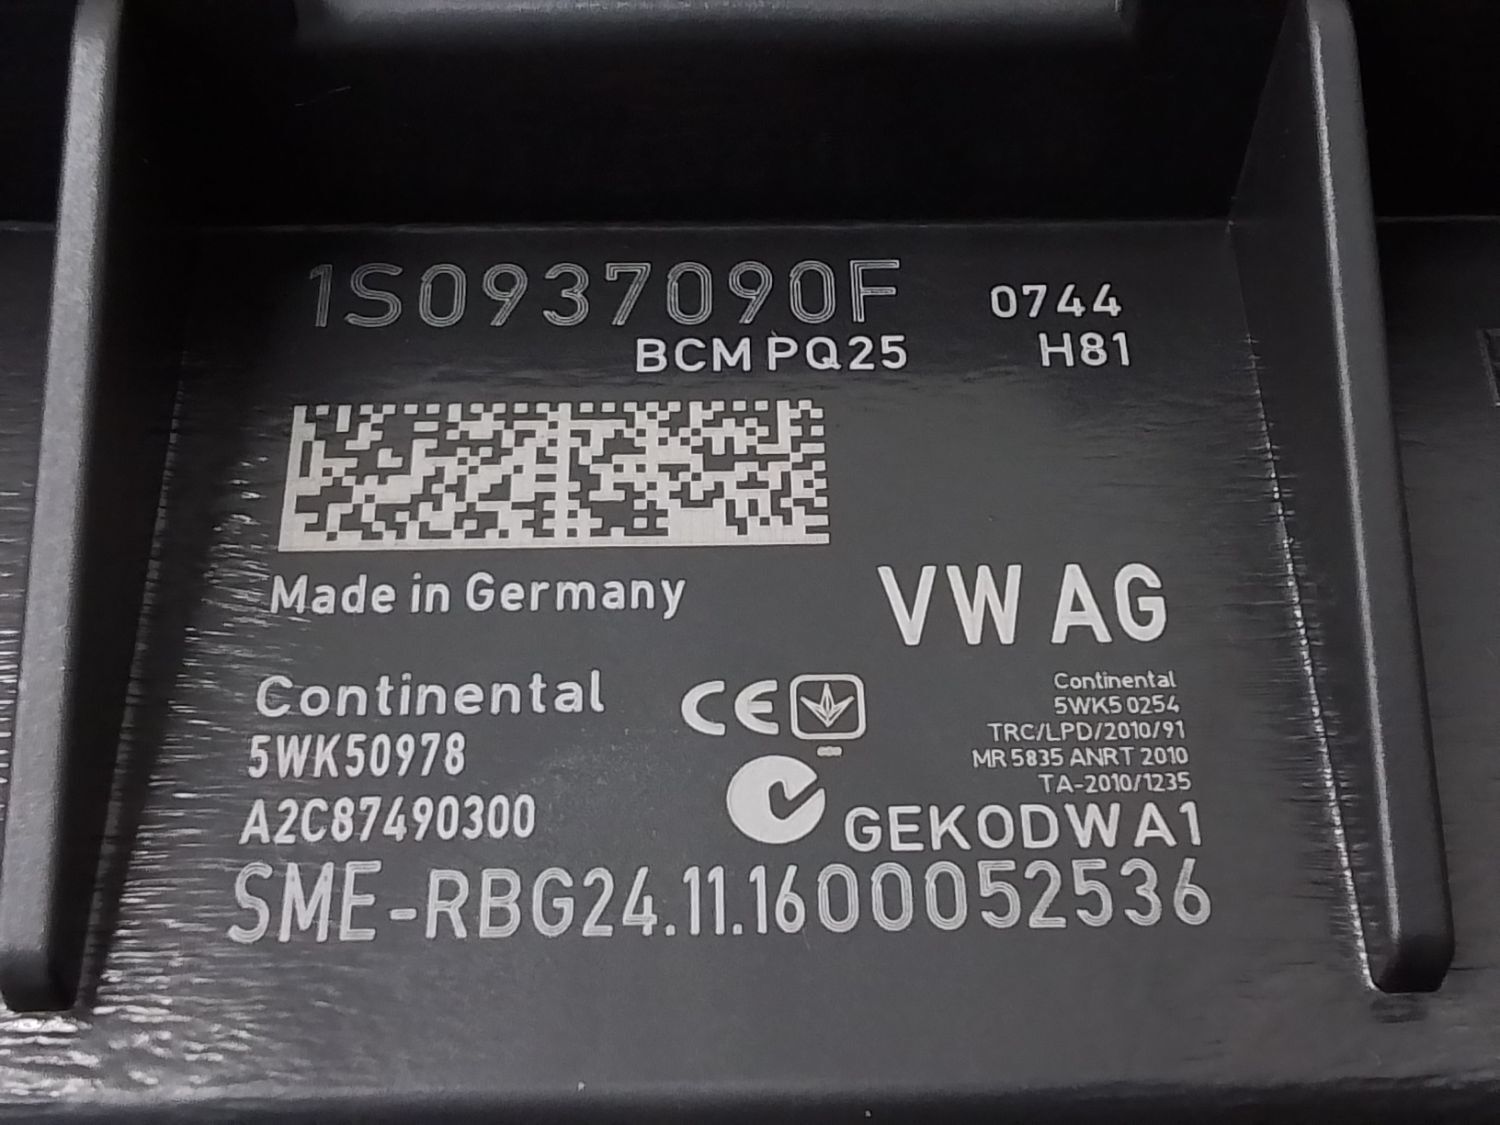 1S0937090F 0744
BCM PQ25 H81
Made in Germany
VW AG
Continental
5WK50978
A2C87490300
CE
Continental
5WK5 0254
TRC/LPD/2010/91
MR 5835 ANRT 2010
TA-2010/1235
GEKODWA1
SME-RBG24.11.1600052536